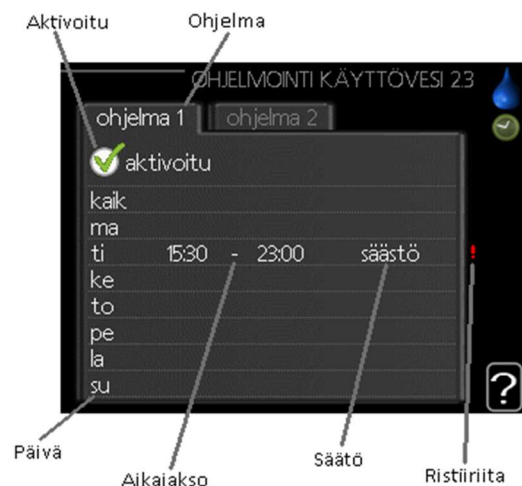 Aktivoitu Ohjelma
OHJELMOINTI KÄYTTÖVESI 2.3
ohjelma 1 ohjelma 2
aktivoitu
kaik
ma
ti 15:30 - 23:00 säästö !
ke
to
pe
la
su
?
Päivä Aikajakso Säätö Ristiiriita